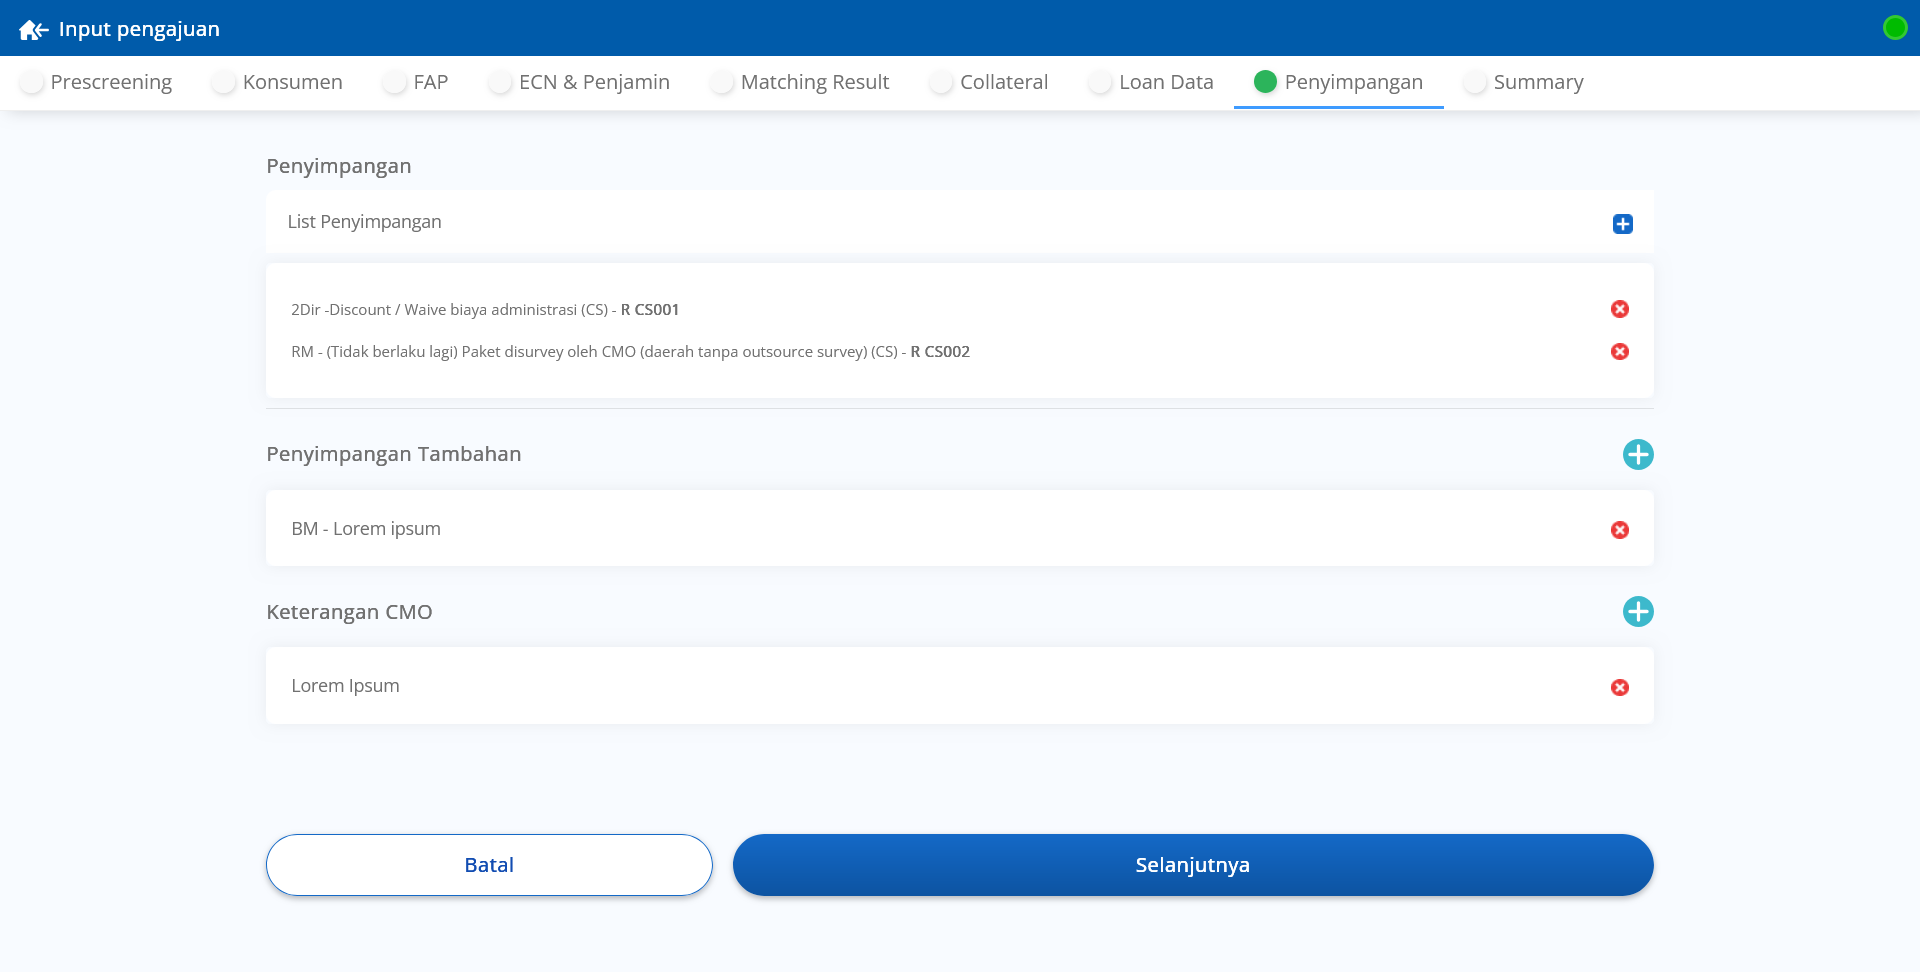 Input pengajuan
Prescreening Konsumen FAP ECN & Penjamin Matching Result Collateral Loan Data Penyimpangan Summary
Penyimpangan
List Penyimpangan
2Dir -Discount / Waive biaya administrasi (CS) - R CS001
RM - (Tidak berlaku lagi) Paket disurvey oleh CMO (daerah tanpa outsource survey) (CS) - R CS002
Penyimpangan Tambahan
BM - Lorem ipsum
Keterangan CMO
Lorem Ipsum
Batal Selanjutnya